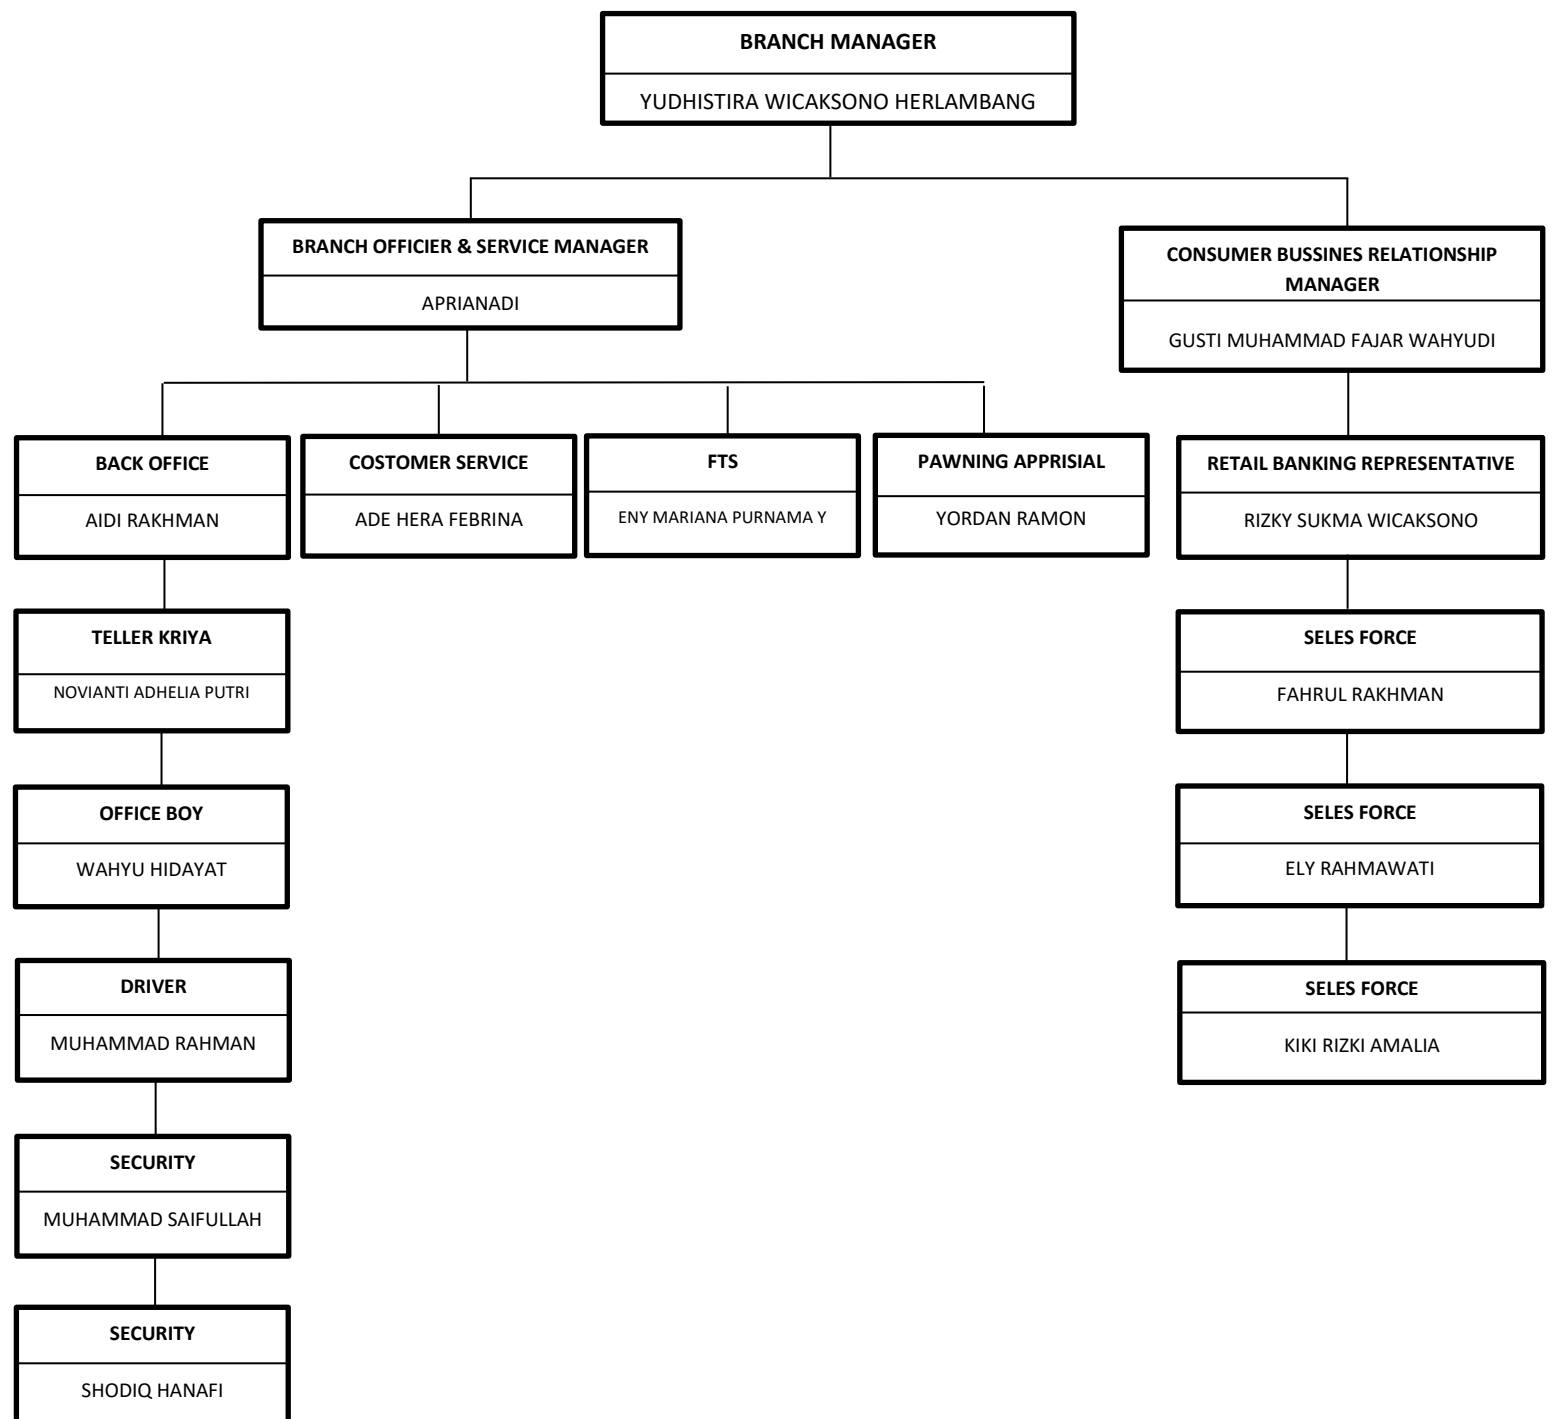 BRANCH MANAGER
YUDHISTIRA WICAKSONO HERLAMBANG
BRANCH OFFICIER & SERVICE MANAGER
APRIANADI
CONSUMER BUSSINES RELATIONSHIP
MANAGER
GUSTI MUHAMMAD FAJAR WAHYUDI
BACK OFFICE
AIDI RAKHMAN
COSTOMER SERVICE
ADE HERA FEBRINA
FTS
ENY MARIANA PURNAMA Y
PAWNING APPRISIAL
YORDAN RAMON
RETAIL BANKING REPRESENTATIVE
RIZKY SUKMA WICAKSONO
TELLER KRIYA
NOVIANTI ADHELIA PUTRI
SELES FORCE
FAHRUL RAKHMAN
OFFICE BOY
WAHYU HIDAYAT
SELES FORCE
ELY RAHMAWATI
DRIVER
MUHAMMAD RAHMAN
SELES FORCE
KIKI RIZKI AMALIA
SECURITY
MUHAMMAD SAIFULLAH
SECURITY
SHODIQ HANAFI